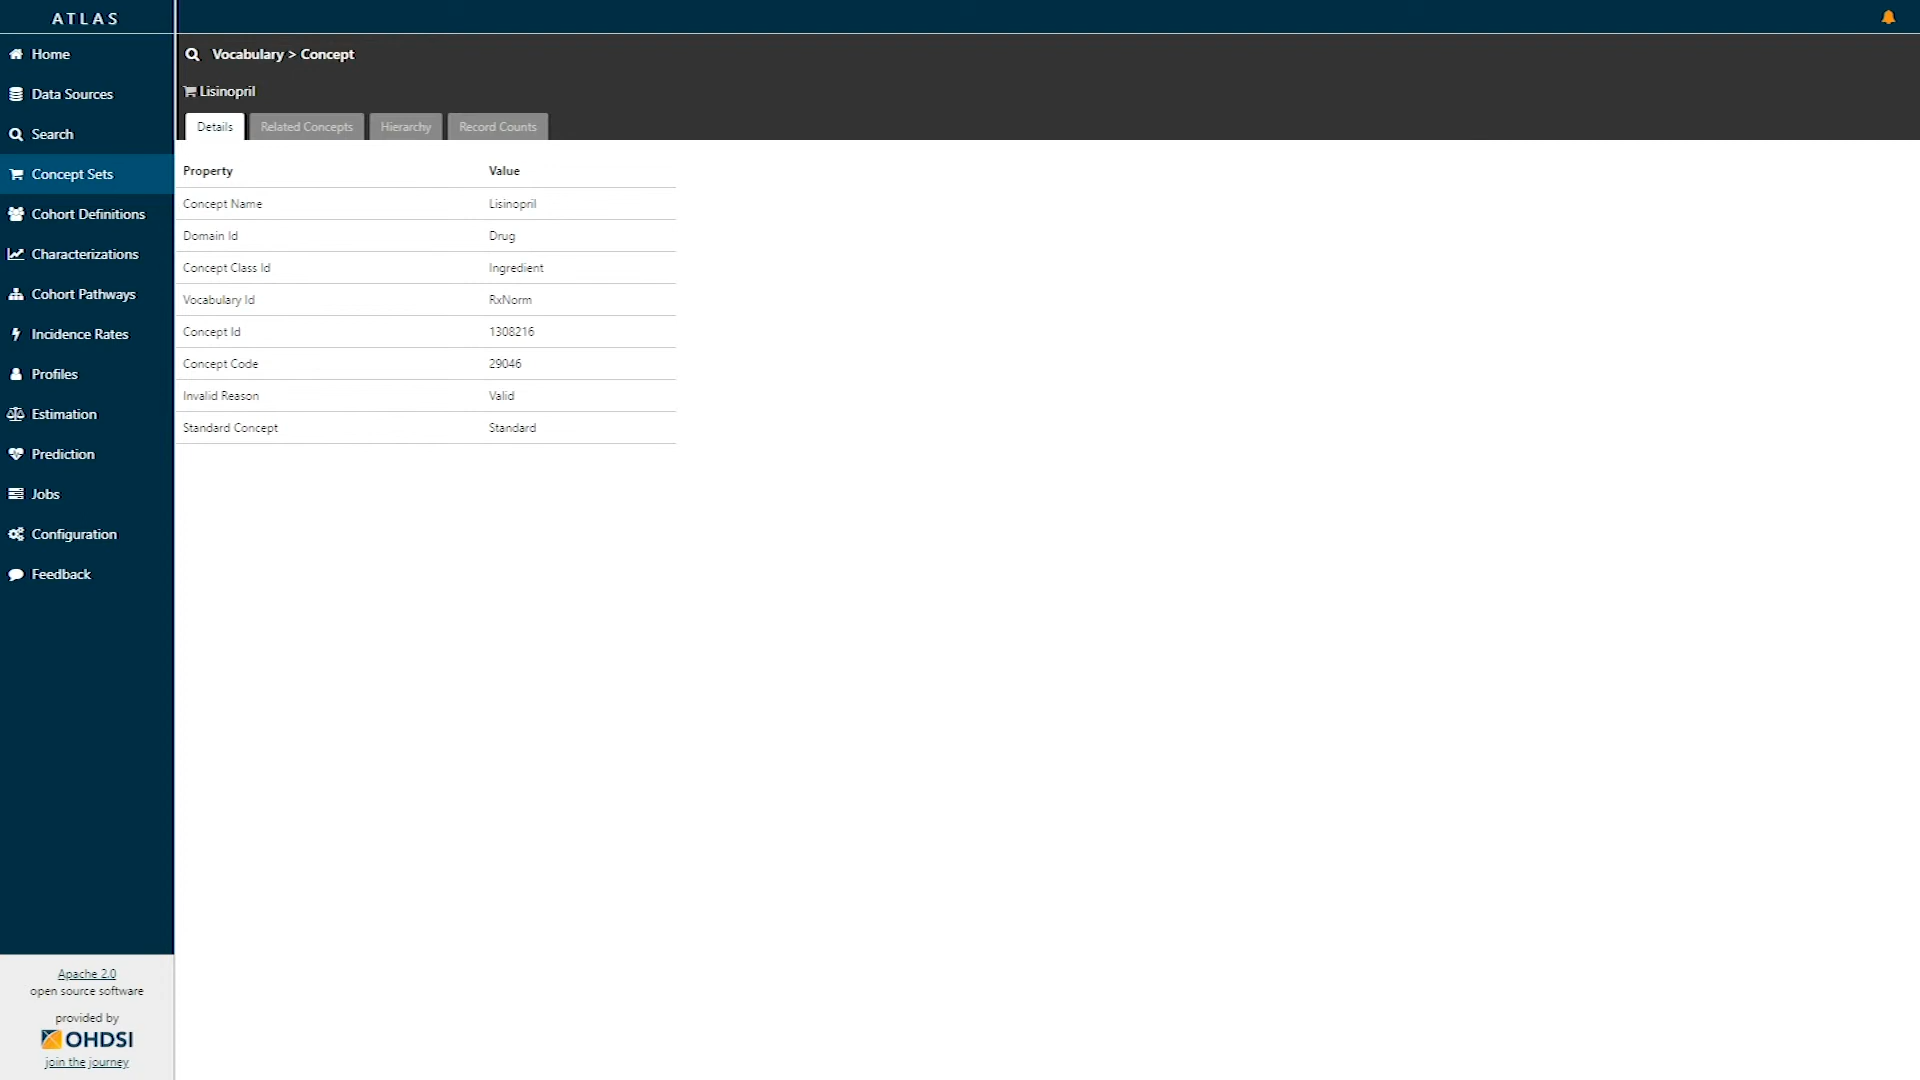 ATLAS
Home
Data Sources
Search
Concept Sets
Cohort Definitions
Characterizations
Cohort Pathways
Incidence Rates
Profiles
Estimation
Prediction
Jobs
Configuration
Feedback
Apache 2.0
open source software
provided by
OHDSI
join the journey
Vocabulary > Concept
Lisinopril
Details Related Concepts Hierarchy Record Counts
Property Value
Concept Name Lisinopril
Domain Id Drug
Concept Class Id Ingredient
Vocabulary Id RxNorm
Concept Id 1308216
Concept Code 29046
Invalid Reason Valid
Standard Concept Standard